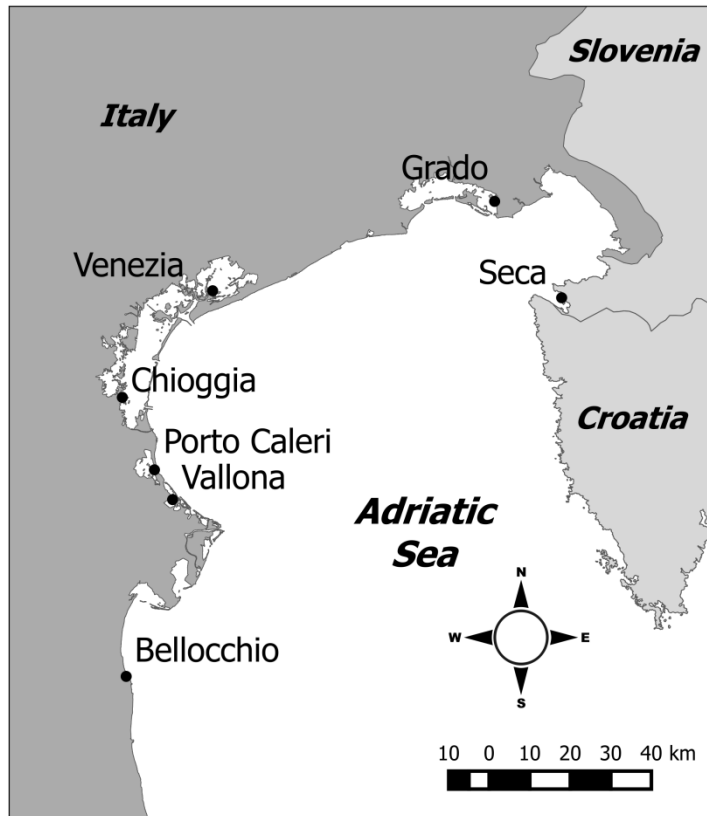 Slovenia
Italy
Grado
Venezia
Seca
Chioggia
Croatia
Porto Caleri
Vallona
Adriatic
Sea
N
W
E
S
Bellocchio
10 0 10 20 30 40 km